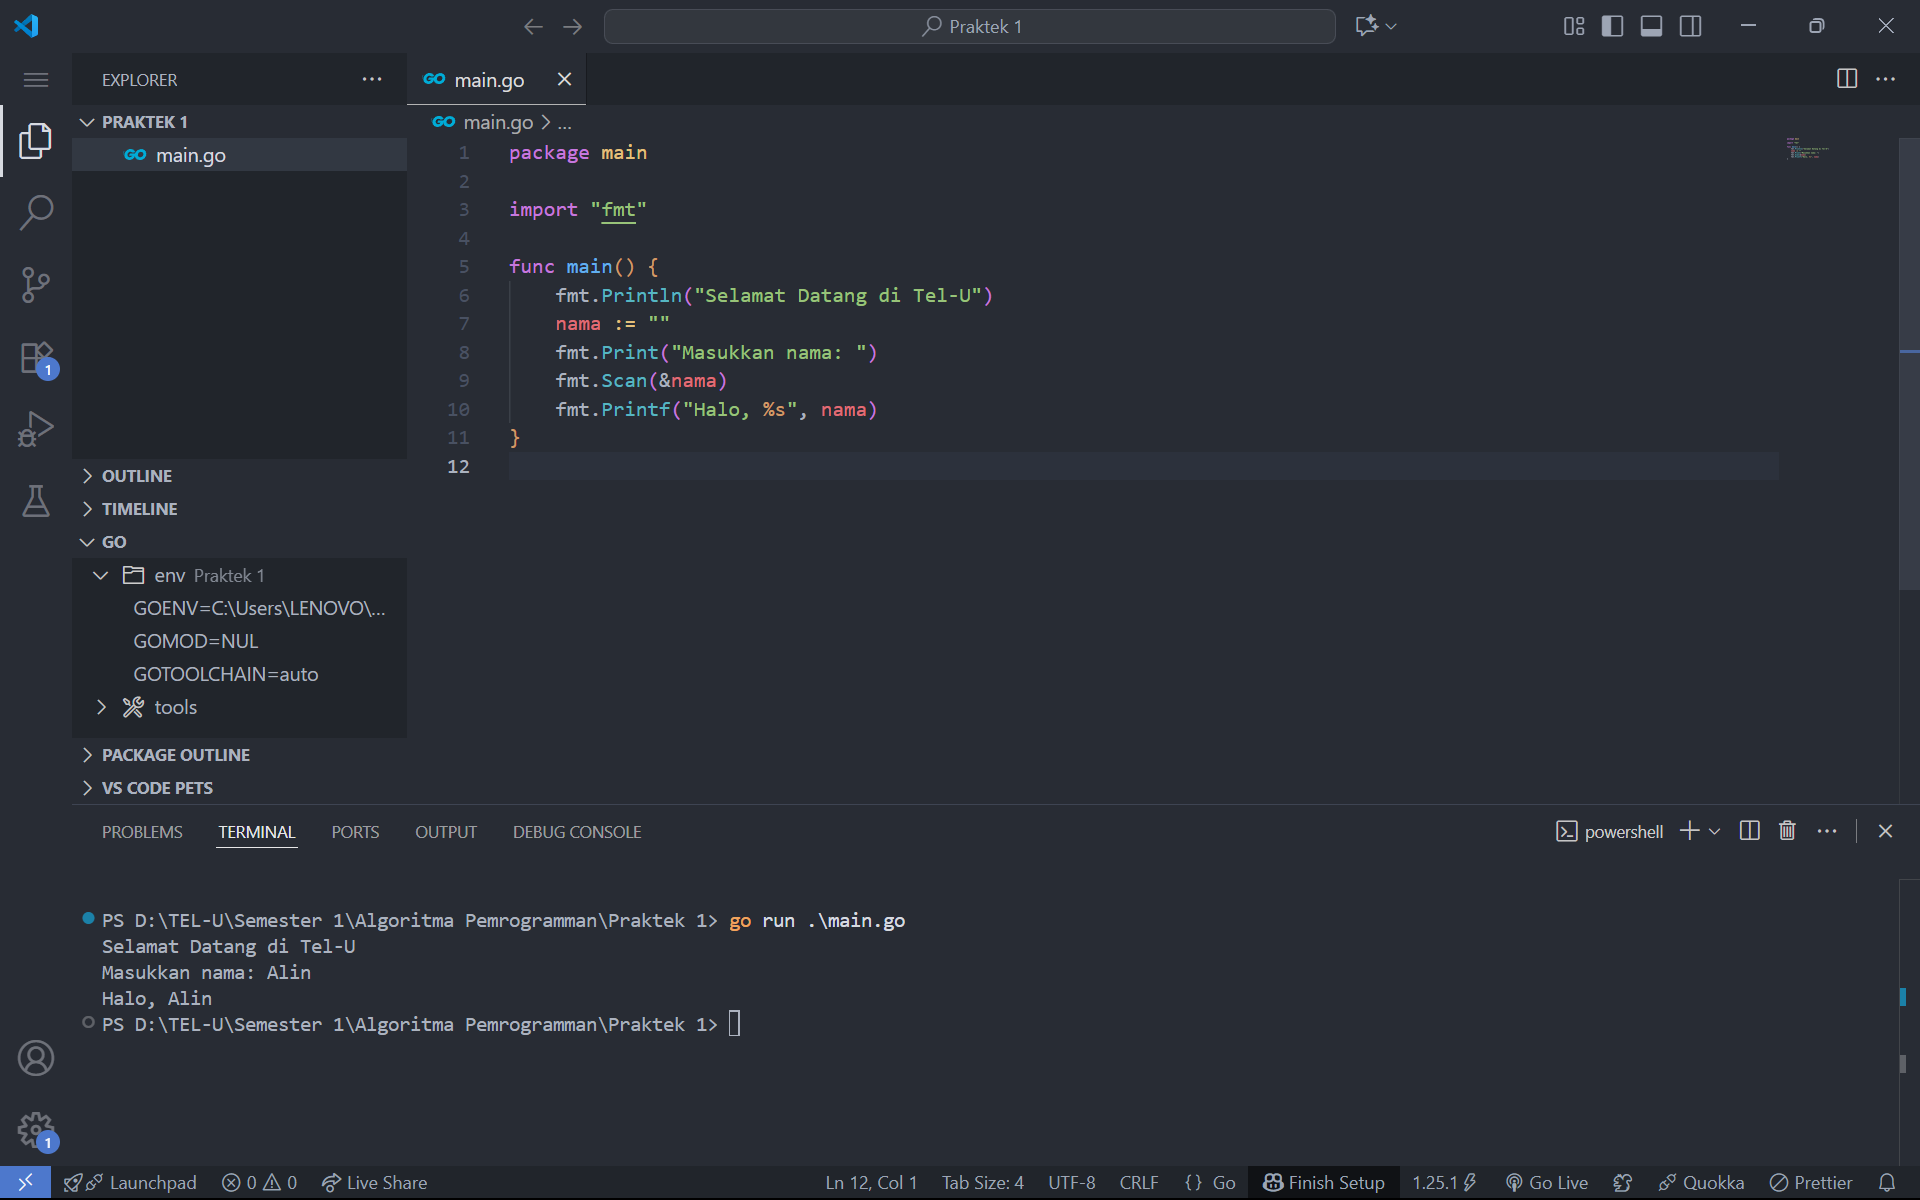 Praktek 1
EXPLORER
main.go
PRAKTEK 1
GO main.go
GO main.go
GO main.go > ...
1 package main
2
3 import "fmt"
4
5 func main() {
6 fmt.Println("Selamat Datang di Tel-U")
7 nama := ""
8 fmt.Print("Masukkan nama: ")
9 fmt.Scan(&nama)
10 fmt.Printf("Halo, %s", nama)
11 }
12
1
OUTLINE
TIMELINE
GO
env Praktek 1
GOENV=C:\Users\LENOVO\...
GOMOD=NUL
GOTOOLCHAIN=auto
tools
PACKAGE OUTLINE
VS CODE PETS
PROBLEMS TERMINAL PORTS OUTPUT DEBUG CONSOLE powershell
PS D:\TEL-U\Semester 1\Algoritma Pemrogramman\Praktek 1> go run .\main.go
Selamat Datang di Tel-U
Masukkan nama: Alin
Halo, Alin
PS D:\TEL-U\Semester 1\Algoritma Pemrogramman\Praktek 1>
1
Launchpad 0 0 Live Share Ln 12, Col 1 Tab Size: 4 UTF-8 CRLF {} Go Finish Setup 1.25.1 Go Live Quokka Prettier